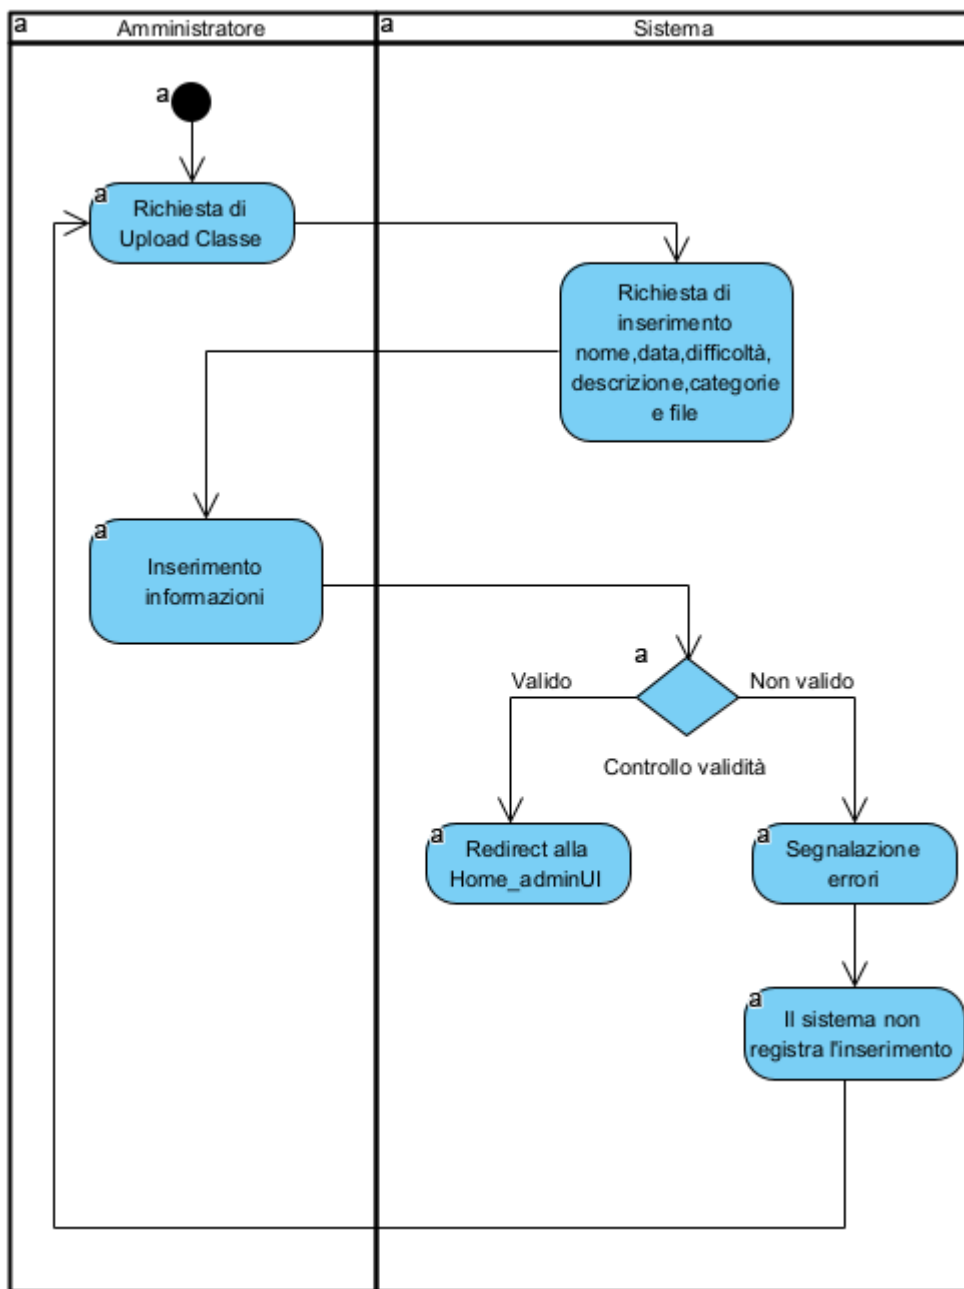 a Amministratore
a Sistema
a
a
Richiesta di
Upload Classe
Richiesta di
inserimento
nome,data,difficoltà,
descrizione,categorie
e file
a
Inserimento
informazioni
a
Valido
Non valido
Controllo validità
a
Redirect alla
Home_adminUI
a
Segnalazione
errori
a
Il sistema non
registra l'inserimento